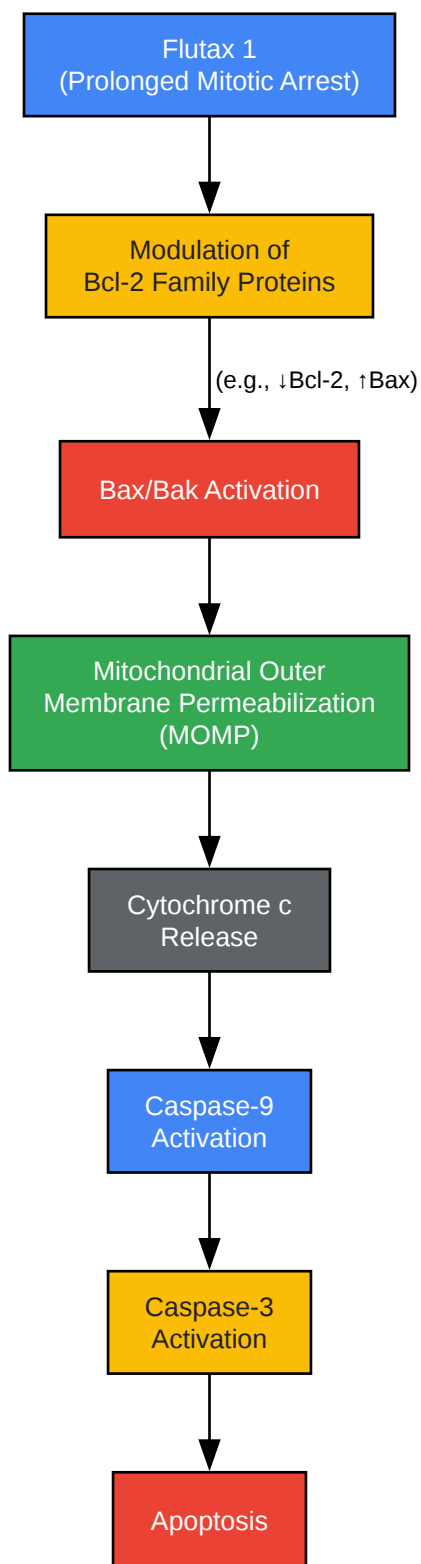 Flutax 1
(Prolonged Mitotic Arrest)
Modulation of
Bcl-2 Family Proteins
(e.g., ↓Bcl-2, ↑Bax)
Bax/Bak Activation
Mitochondrial Outer
Membrane Permeabilization
(MOMP)
Cytochrome c
Release
Caspase-9
Activation
Caspase-3
Activation
Apoptosis